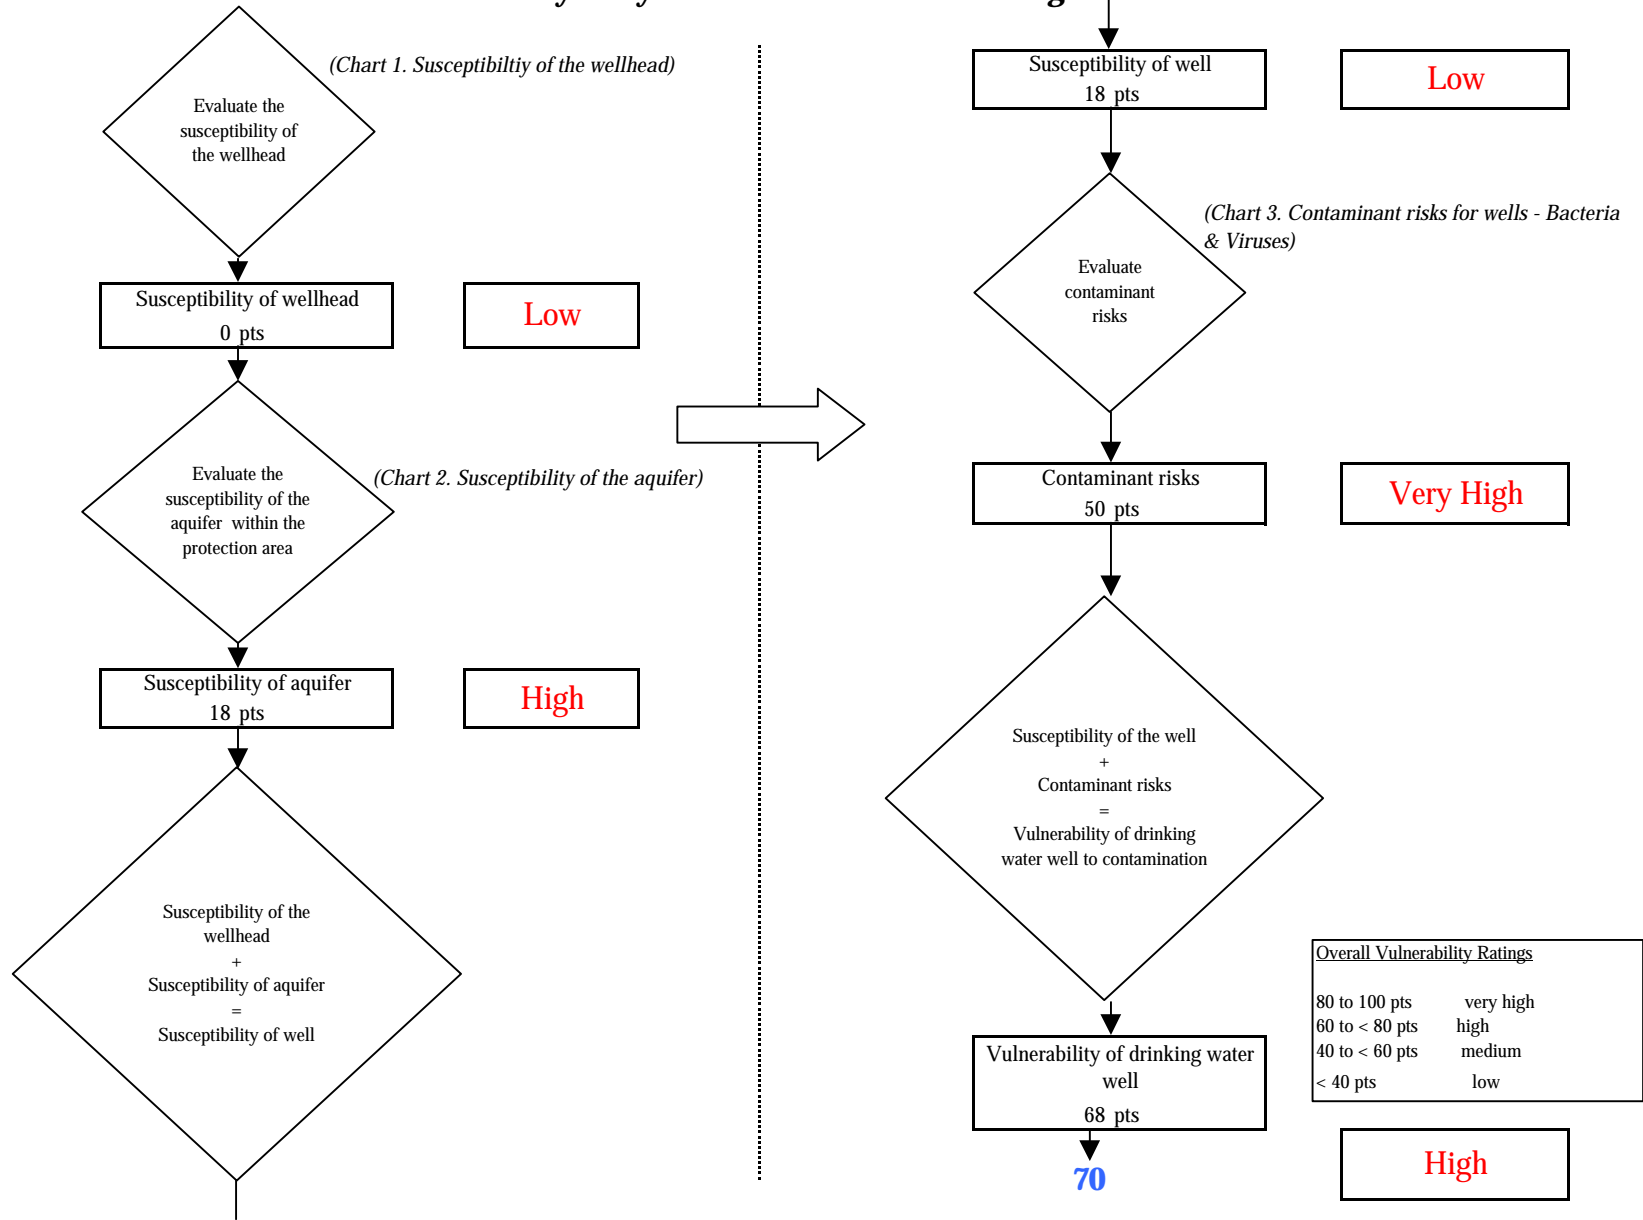 (Chart 1. Susceptibiltiy of the wellhead)
Evaluate the
susceptibility of
the wellhead
Susceptibility of wellhead
0 pts
Low
Evaluate the
susceptibility of the
aquifer within the
protection area
(Chart 2. Susceptibility of the aquifer)
Susceptibility of aquifer
18 pts
High
Susceptibility of the
wellhead
+
Susceptibility of aquifer
=
Susceptibility of well
Susceptibility of well
18 pts
Low
(Chart 3. Contaminant risks for wells - Bacteria
& Viruses)
Evaluate
contaminant
risks
Contaminant risks
50 pts
Very High
Susceptibility of the well
+
Contaminant risks
=
Vulnerability of drinking
water well to contamination
Overall Vulnerability Ratings
80 to 100 pts very high
60 to < 80 pts high
40 to < 60 pts medium
< 40 pts low
Vulnerability of drinking water
well
68 pts
70
High